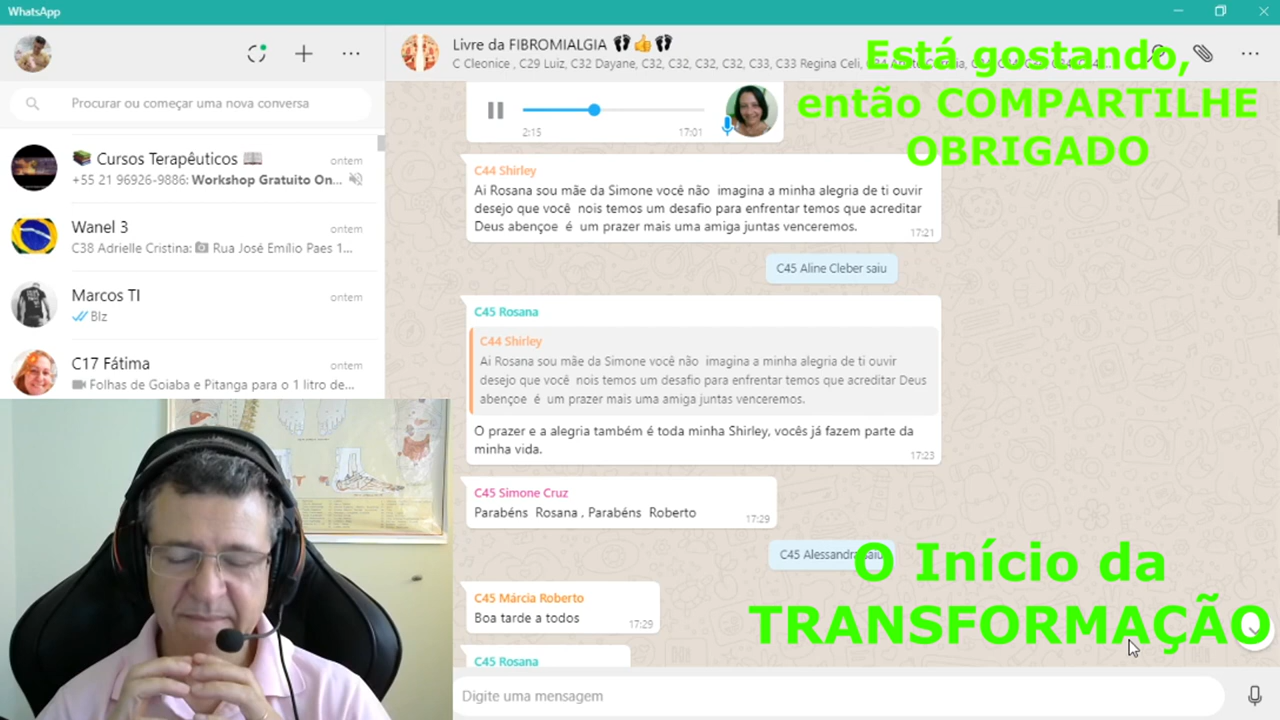 WhatsApp
Livre da FIBROMIALGIA 👣👍👣
C Cleonice , C29 Luiz, C32 Dayane, C32, C32, C32, C32, C33, C33 Regina Celi,
Está gostando,
então COMPARTILHE
OBRIGADO
Procurar ou começar uma nova conversa
📚 Cursos Terapêuticos 📖
ontem
+55 21 96926-9886: Workshop Gratuito On...
Wanel 3
C38 Adrielle Cristina: 📷 Rua José Emílio Paes 1...
Marcos TI
ontem
Blz
C17 Fátima
ontem
Folhas de Goiaba e Pitanga para o 1 litro de...
2:15
17:01
C44 Shirley
Ai Rosana sou mãe da Simone você não imagina a minha alegria de ti ouvir
desejo que você nois temos um desafio para enfrentar temos que acreditar
Deus abençoe é um prazer mais uma amiga juntas venceremos.
17:21
C45 Aline Cleber saiu
C45 Rosana
C44 Shirley
Ai Rosana sou mãe da Simone você não imagina a minha alegria de ti ouvir
desejo que você nois temos um desafio para enfrentar temos que acreditar Deus
abençoe é um prazer mais uma amiga juntas venceremos.
O prazer e a alegria também é toda minha Shirley, vocês já fazem parte da
minha vida.
17:23
C45 Simone Cruz
Parabéns Rosana , Parabéns Roberto
17:29
C45 Alessandra saiu
O Início da
TRANSFORMAÇÃO
C45 Márcia Roberto
Boa tarde a todos
17:29
C45 Rosana
Digite uma mensagem